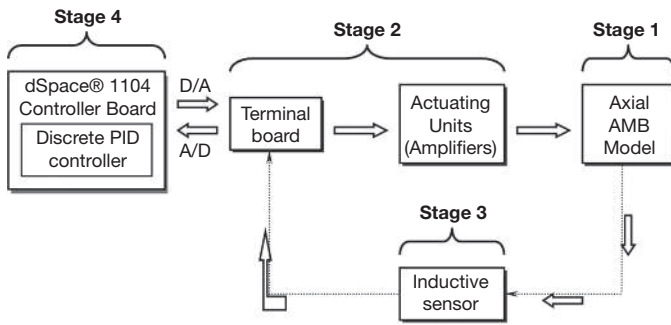 Stage 4
Stage 2
Stage 1
dSpace® 1104
Controller Board
Discrete PID
controller
D/A
A/D
Terminal
board
Actuating
Units
(Amplifiers)
Axial
AMB
Model
Stage 3
Inductive
sensor